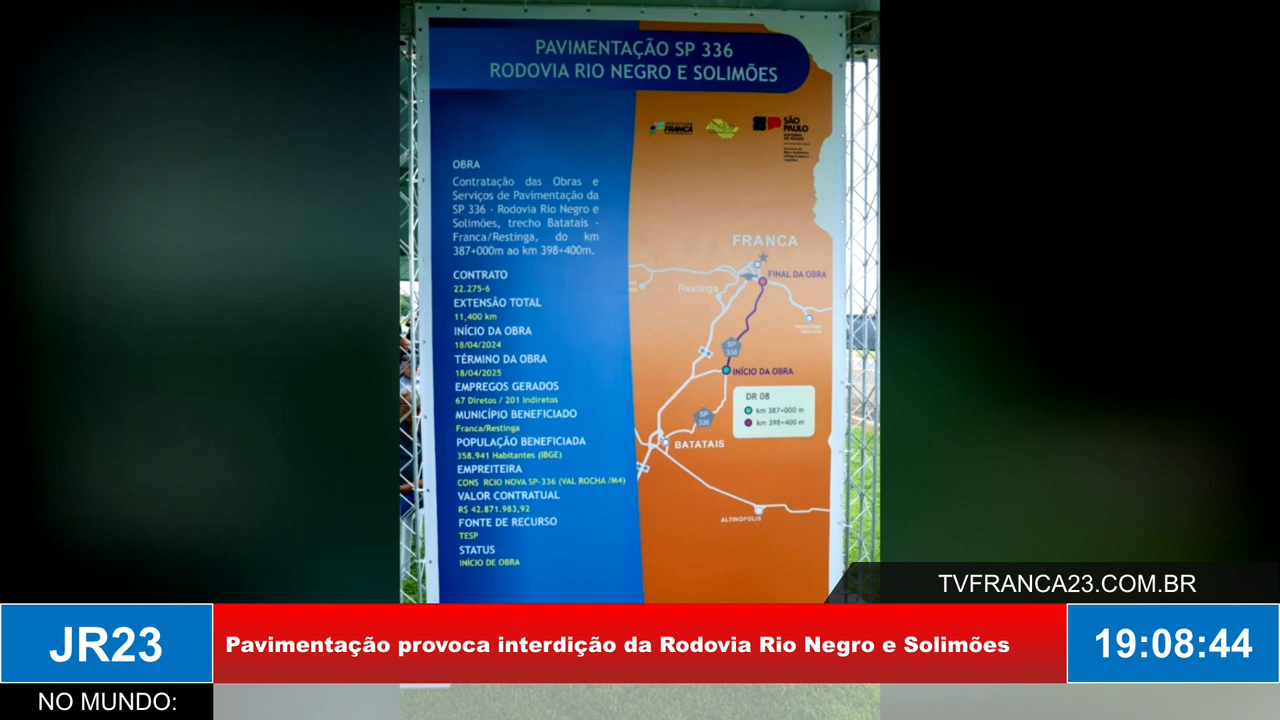 PAVIMENTAÇÃO SP 336
RODOVIA RIO NEGRO E SOLIMÕES
FRANCA
SÃO
PAULO
OBRA
Contratação das Obras e
Serviços de Pavimentação da
SP 336 - Rodovia Rio Negro e
Solimões, trecho Batatais -
Franca/Restinga, do km
387+000m ao km 398+400m.
CONTRATO
22.275-6
EXTENSÃO TOTAL
11,400 km
INÍCIO DA OBRA
18/04/2024
TÉRMINO DA OBRA
18/04/2025
EMPREGOS GERADOS
67 Diretos / 201 Indiretos
MUNICÍPIO BENEFICIADO
Franca/Restinga
POPULAÇÃO BENEFICIADA
358.941 Habitantes (IBGE)
EMPREITEIRA
CONS RCIO NOVA SP-336 (VAL ROCHA /M4)
VALOR CONTRATUAL
R$ 42.871.983,92
FONTE DE RECURSO
TESP
STATUS
INÍCIO DE OBRA
FRANCA
FINAL DA OBRA
Restinga
SP
336
INÍCIO DA OBRA
DR 08
km 387+000 m
km 398+400 m
SP
336
BATATAIS
ALTINÓPOLIS
TVFRANCA23.COM.BR
JR23
Pavimentação provoca interdição da Rodovia Rio Negro e Solimões
19:08:44
NO MUNDO: